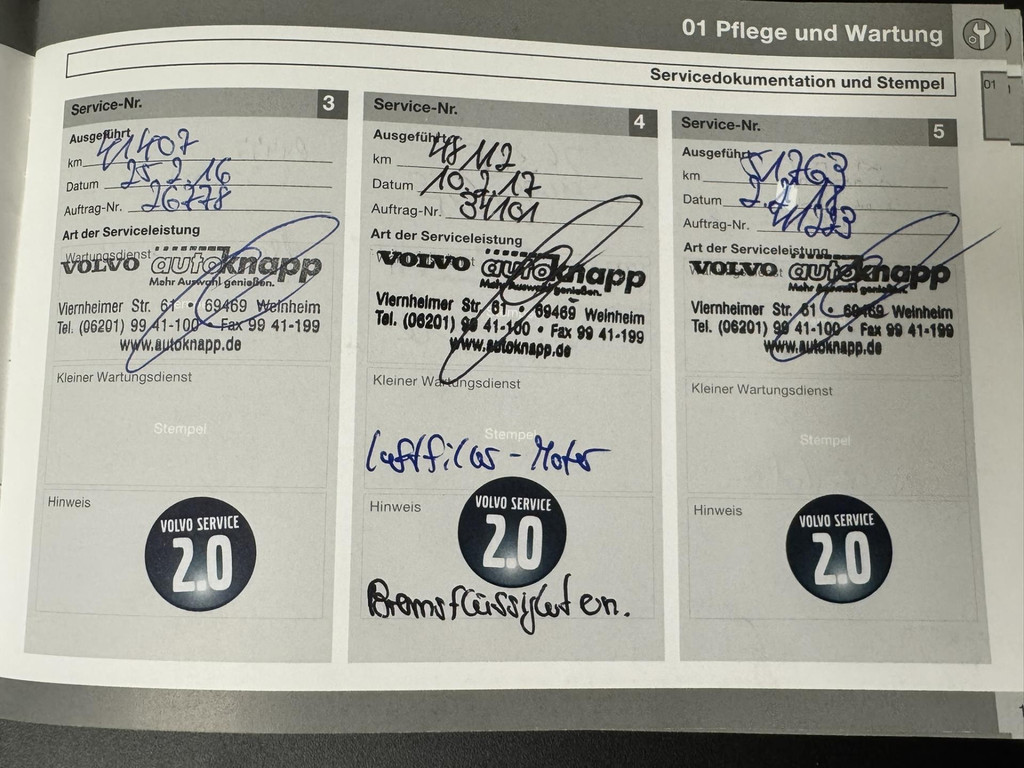 01 Pflege und Wartung
Servicedokumentation und Stempel
01
Service-Nr. 3
Ausgeführt
km 41407
Datum 25.2.16
Auftrag-Nr. 26778
Art der Serviceleistung
Wartungsdienst
VOLVO autoknapp
Mehr Auswahl genießen.
Viernheimer Str. 61 • 69469 Weinheim
Tel. (06201) 99 41-100 • Fax 99 41-199
www.autoknapp.de
Kleiner Wartungsdienst
Stempel
Hinweis
VOLVO SERVICE
2.0
Service-Nr. 4
Ausgeführt
km 48112
Datum 10.2.17
Auftrag-Nr. 34101
Art der Serviceleistung
VOLVO autoknapp
Mehr Auswahl genießen.
Viernheimer Str. 61 • 69469 Weinheim
Tel. (06201) 99 41-100 • Fax 99 41-199
www.autoknapp.de
Kleiner Wartungsdienst
Stempel
Luftfilter - Motor
Hinweis
VOLVO SERVICE
2.0
Bremsflüssigkeit ern.
Service-Nr. 5
Ausgeführt
km 51763
Datum 2.2.18
Auftrag-Nr. 41223
Art der Serviceleistung
VOLVO autoknapp
Mehr Auswahl genießen.
Viernheimer Str. 61 • 69469 Weinheim
Tel. (06201) 99 41-100 • Fax 99 41-199
www.autoknapp.de
Kleiner Wartungsdienst
Stempel
Hinweis
VOLVO SERVICE
2.0